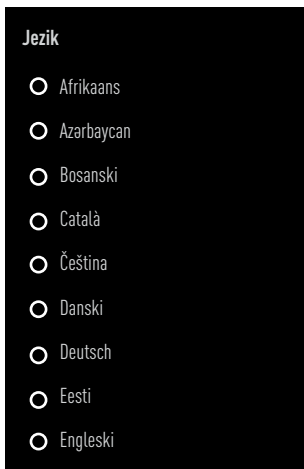 Jezik
Afrikaans
Azərbaycan
Bosanski
Català
Čeština
Danski
Deutsch
Eesti
Engleski